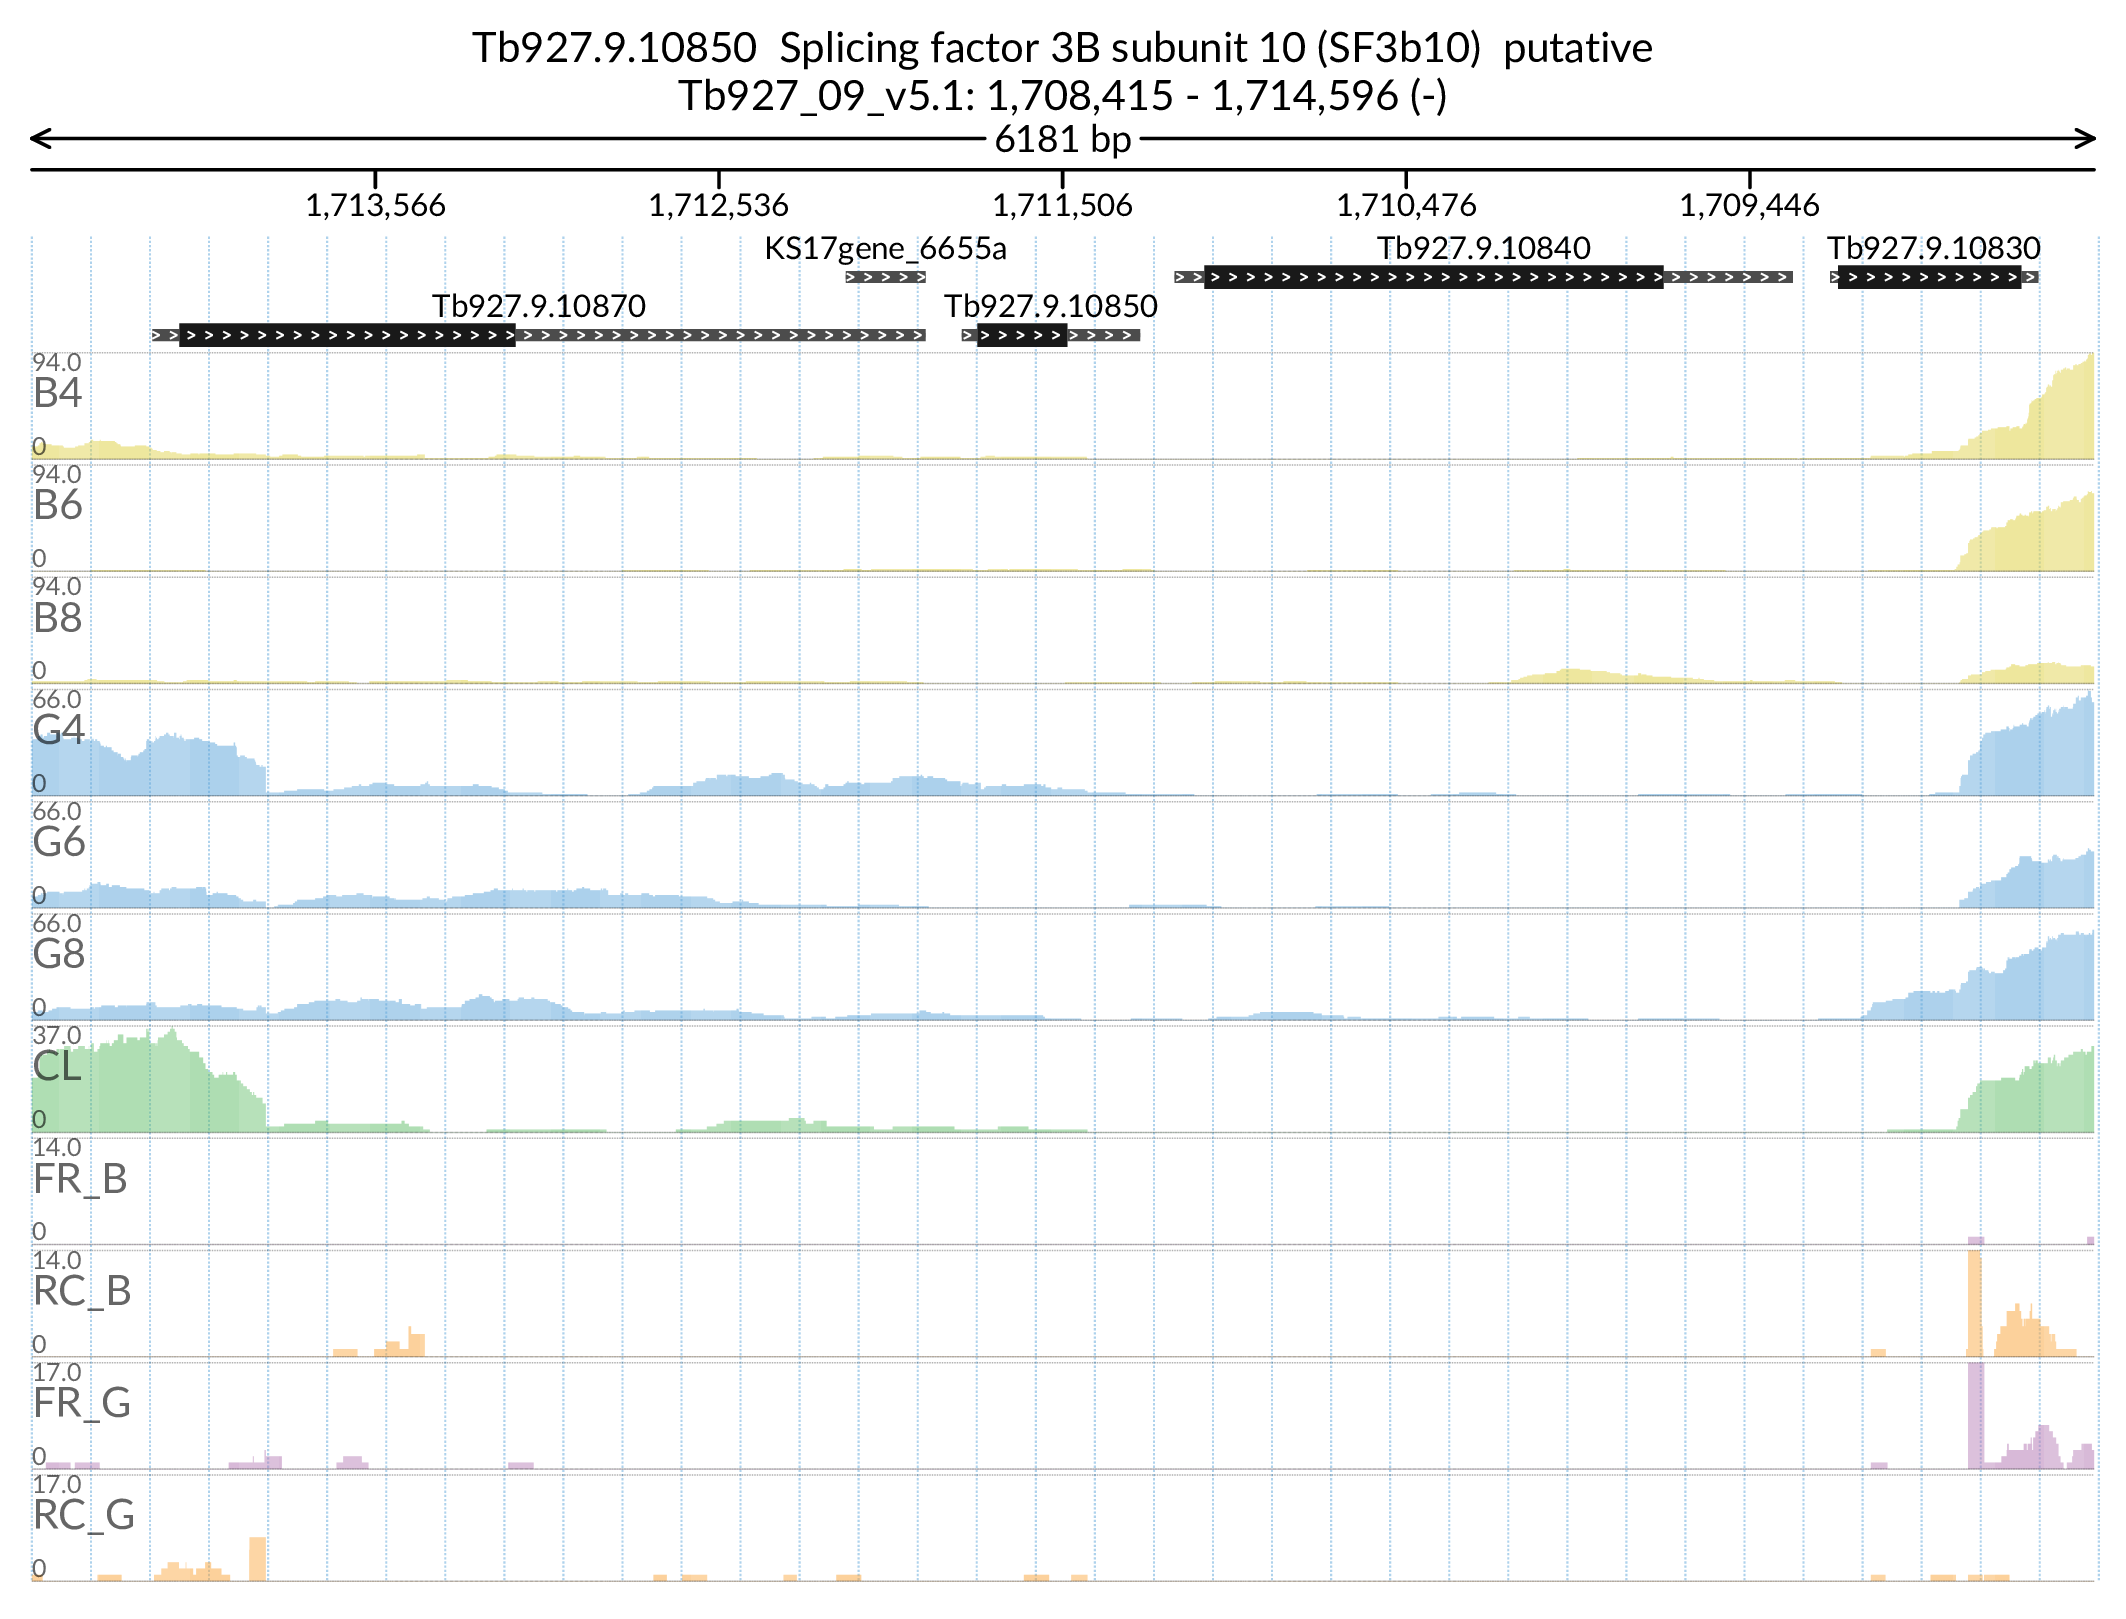 Tb927.9.10850  Splicing factor 3B subunit 10 (SF3b10)  putative
Tb927_09_v5.1: 1,708,415 - 1,714,596 (-)
6181 bp
1,713,566 1,712,536 1,711,506 1,710,476 1,709,446
KS17gene_6655a Tb927.9.10840 Tb927.9.10830
Tb927.9.10870 Tb927.9.10850
94.0
B4
0
94.0
B6
0
94.0
B8
0
66.0
G4
0
66.0
G6
0
66.0
G8
0
37.0
CL
0
14.0
FR_B
0
14.0
RC_B
0
17.0
FR_G
0
17.0
RC_G
0